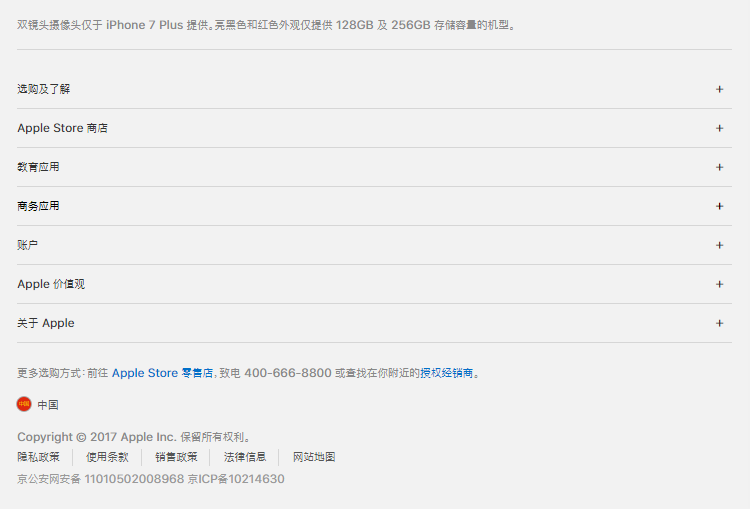 双镜头摄像头仅于 iPhone 7 Plus 提供。亮黑色和红色外观仅提供 128GB 及 256GB 存储容量的机型。
选购及了解 +
Apple Store 商店 +
教育应用 +
商务应用 +
账户 +
Apple 价值观 +
关于 Apple +
更多选购方式：前往 Apple Store 零售店，致电 400-666-8800 或查找在你附近的授权经销商。
中国 中国
Copyright © 2017 Apple Inc. 保留所有权利。
隐私政策 | 使用条款 | 销售政策 | 法律信息 | 网站地图
京公安网安备 11010502008968 京ICP备10214630